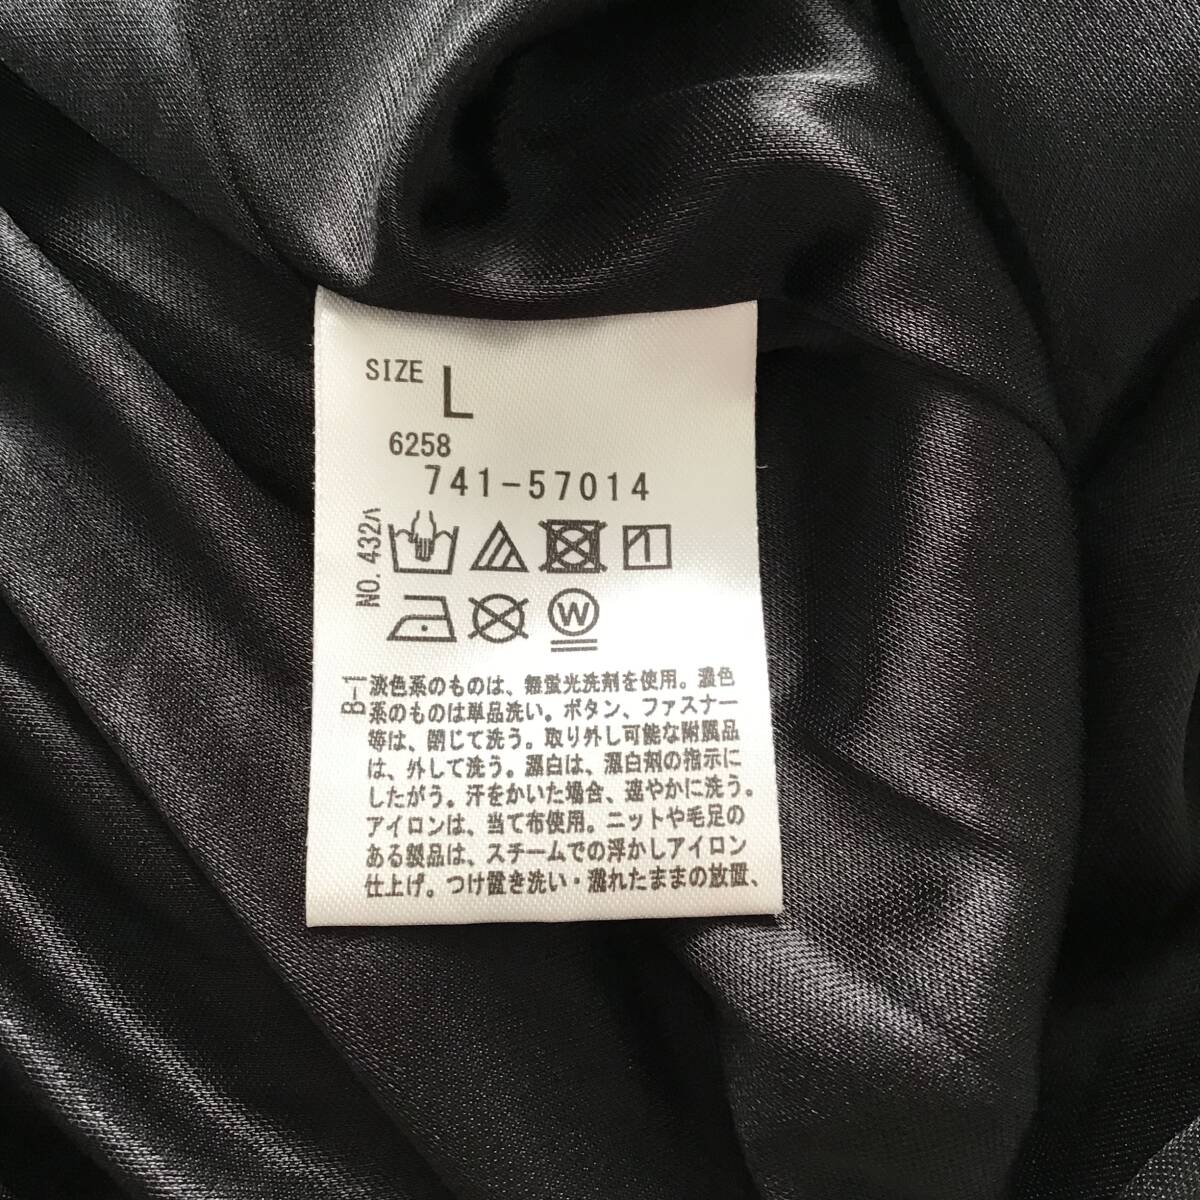 SIZE L
6258
741-57014
NO. 432ハ
W
B-1
淡色系のものは、無蛍光洗剤を使用。濃色
系のものは単品洗い。ボタン、ファスナー
等は、閉じて洗う。取り外し可能な附属品
は、外して洗う。漂白は、漂白剤の指示に
したがう。汗をかいた場合、速やかに洗う。
アイロンは、当て布使用。ニットや毛足の
ある製品は、スチームでの浮かしアイロン
仕上げ。つけ置き洗い・濡れたままの放置、